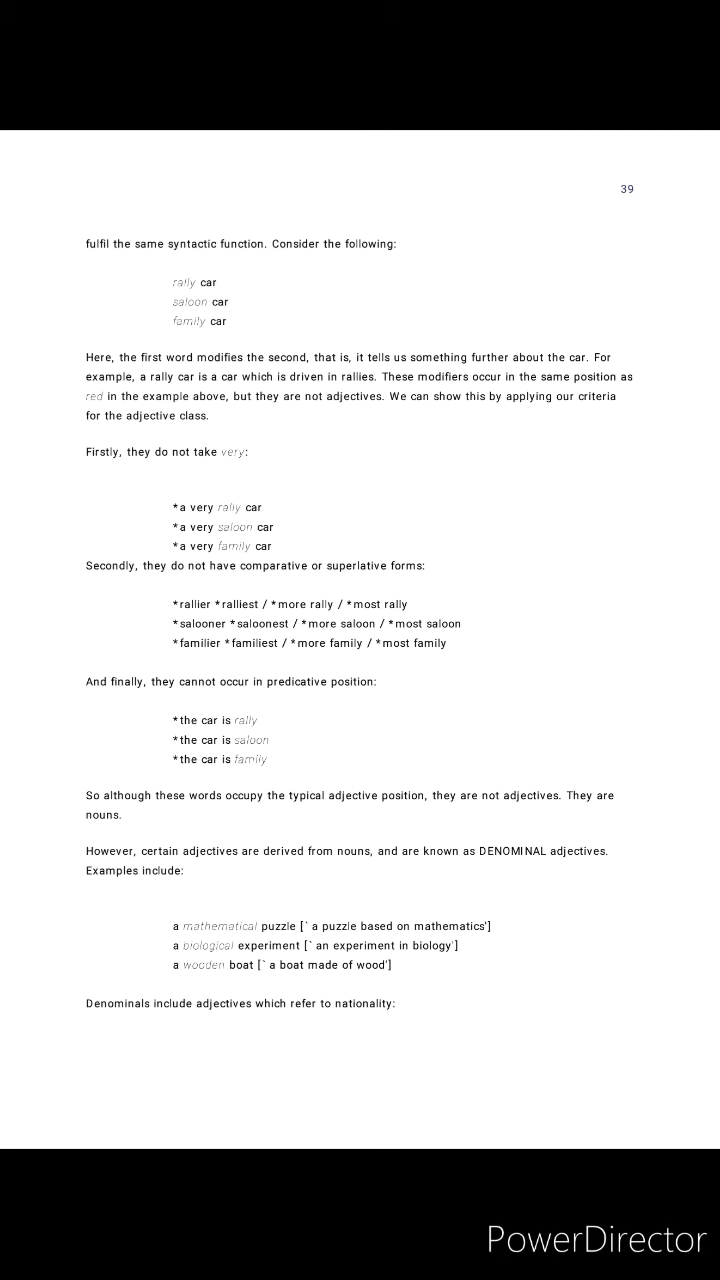 39
fulfil the same syntactic function. Consider the following:
rally car
saloon car
family car
Here, the first word modifies the second, that is, it tells us something further about the car. For
example, a rally car is a car which is driven in rallies. These modifiers occur in the same position as
red in the example above, but they are not adjectives. We can show this by applying our criteria
for the adjective class.
Firstly, they do not take very:
*a very rally car
*a very saloon car
*a very family car
Secondly, they do not have comparative or superlative forms:
*rallier *ralliest / *more rally / *most rally
*salooner *saloonest / *more saloon / *most saloon
*familier *familiest / *more family / *most family
And finally, they cannot occur in predicative position:
*the car is rally
*the car is saloon
*the car is family
So although these words occupy the typical adjective position, they are not adjectives. They are
nouns.
However, certain adjectives are derived from nouns, and are known as DENOMINAL adjectives.
Examples include:
a mathematical puzzle [`a puzzle based on mathematics']
a biological experiment [`an experiment in biology']
a wooden boat [`a boat made of wood']
Denominals include adjectives which refer to nationality:
PowerDirector